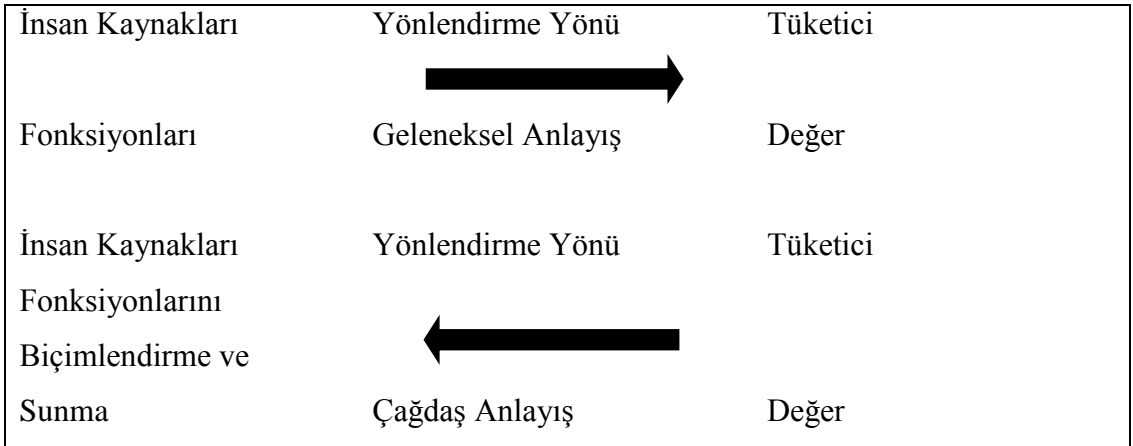 İnsan Kaynakları Yönlendirme Yönü Tüketici
Fonksiyonları Geleneksel Anlayış Değer
İnsan Kaynakları Yönlendirme Yönü Tüketici
Fonksiyonlarını
Biçimlendirme ve
Sunma Çağdaş Anlayış Değer